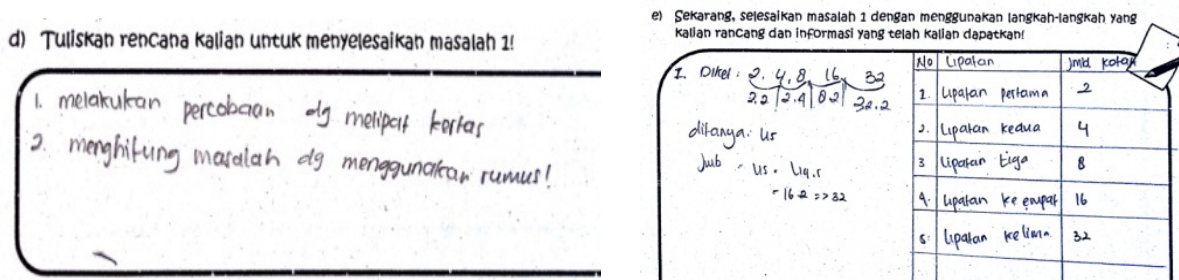 d) Tuliskan rencana kalian untuk menyelesaikan masalah 1!
1. melakukan percobaan dg melipat kertas
2. menghitung masalah dg menggunakan rumus!
e) Sekarang, selesaikan masalah 1 dengan menggunakan langkah-langkah yang
kalian rancang dan informasi yang telah kalian dapatkan!
I. Diket : 2. 4. 8. 16. 32
2.2 | 2.4 | 8.2 | 32.2
ditanya : U5
Jwb - U5 = U4.r
= 16.2 => 32
No Lipatan Jmld kotak
1. Lipatan pertama 2
2. Lipatan kedua 4
3 Lipatan tiga 8
4. Lipatan ke empat 16
5. Lipatan ke lima 32